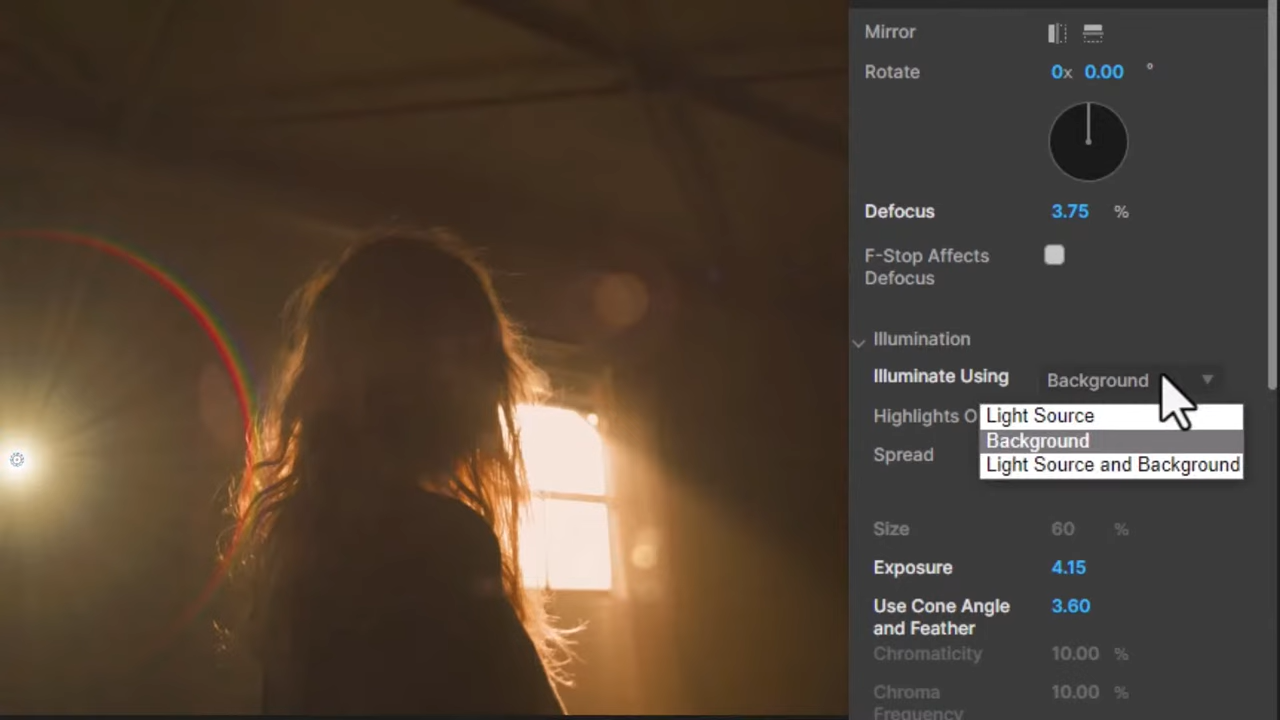 Mirror
Rotate 0x 0.00 °
Defocus 3.75 %
F-Stop Affects
Defocus
Illumination
Illuminate Using Background
Highlights O
Light Source
Background
Spread
Light Source and Background
Size 60 %
Exposure 4.15
Use Cone Angle 3.60
and Feather
Chromaticity 10.00 %
Chroma 10.00 %
Frequency